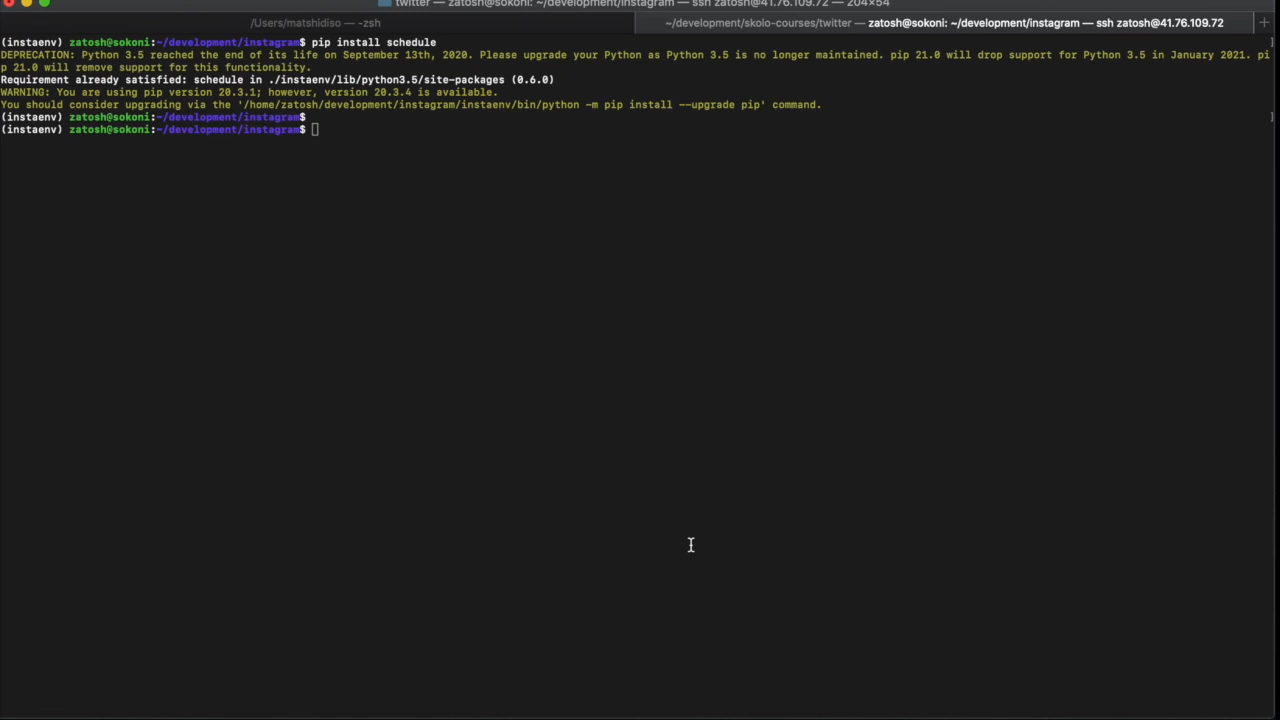 twitter — zatosh@sokoni: ~/development/instagram — ssh zatosh@41.76.109.72 — 204×54
/Users/matshidiso — -zsh
~/development/skolo-courses/twitter — zatosh@sokoni: ~/development/instagram — ssh zatosh@41.76.109.72
(instaenv) zatosh@sokoni:~/development/instagram$ pip install schedule
DEPRECATION: Python 3.5 reached the end of its life on September 13th, 2020. Please upgrade your Python as Python 3.5 is no longer maintained. pip 21.0 will drop support for Python 3.5 in January 2021. pi
p 21.0 will remove support for this functionality.
Requirement already satisfied: schedule in ./instaenv/lib/python3.5/site-packages (0.6.0)
WARNING: You are using pip version 20.3.1; however, version 20.3.4 is available.
You should consider upgrading via the '/home/zatosh/development/instagram/instaenv/bin/python -m pip install --upgrade pip' command.
(instaenv) zatosh@sokoni:~/development/instagram$
(instaenv) zatosh@sokoni:~/development/instagram$